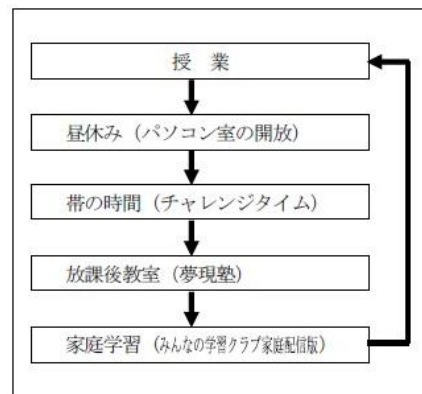 授　業
昼休み（パソコン室の開放）
帯の時間（チャレンジタイム）
放課後教室（夢現塾）
家庭学習（みんなの学習クラブ家庭配信版）